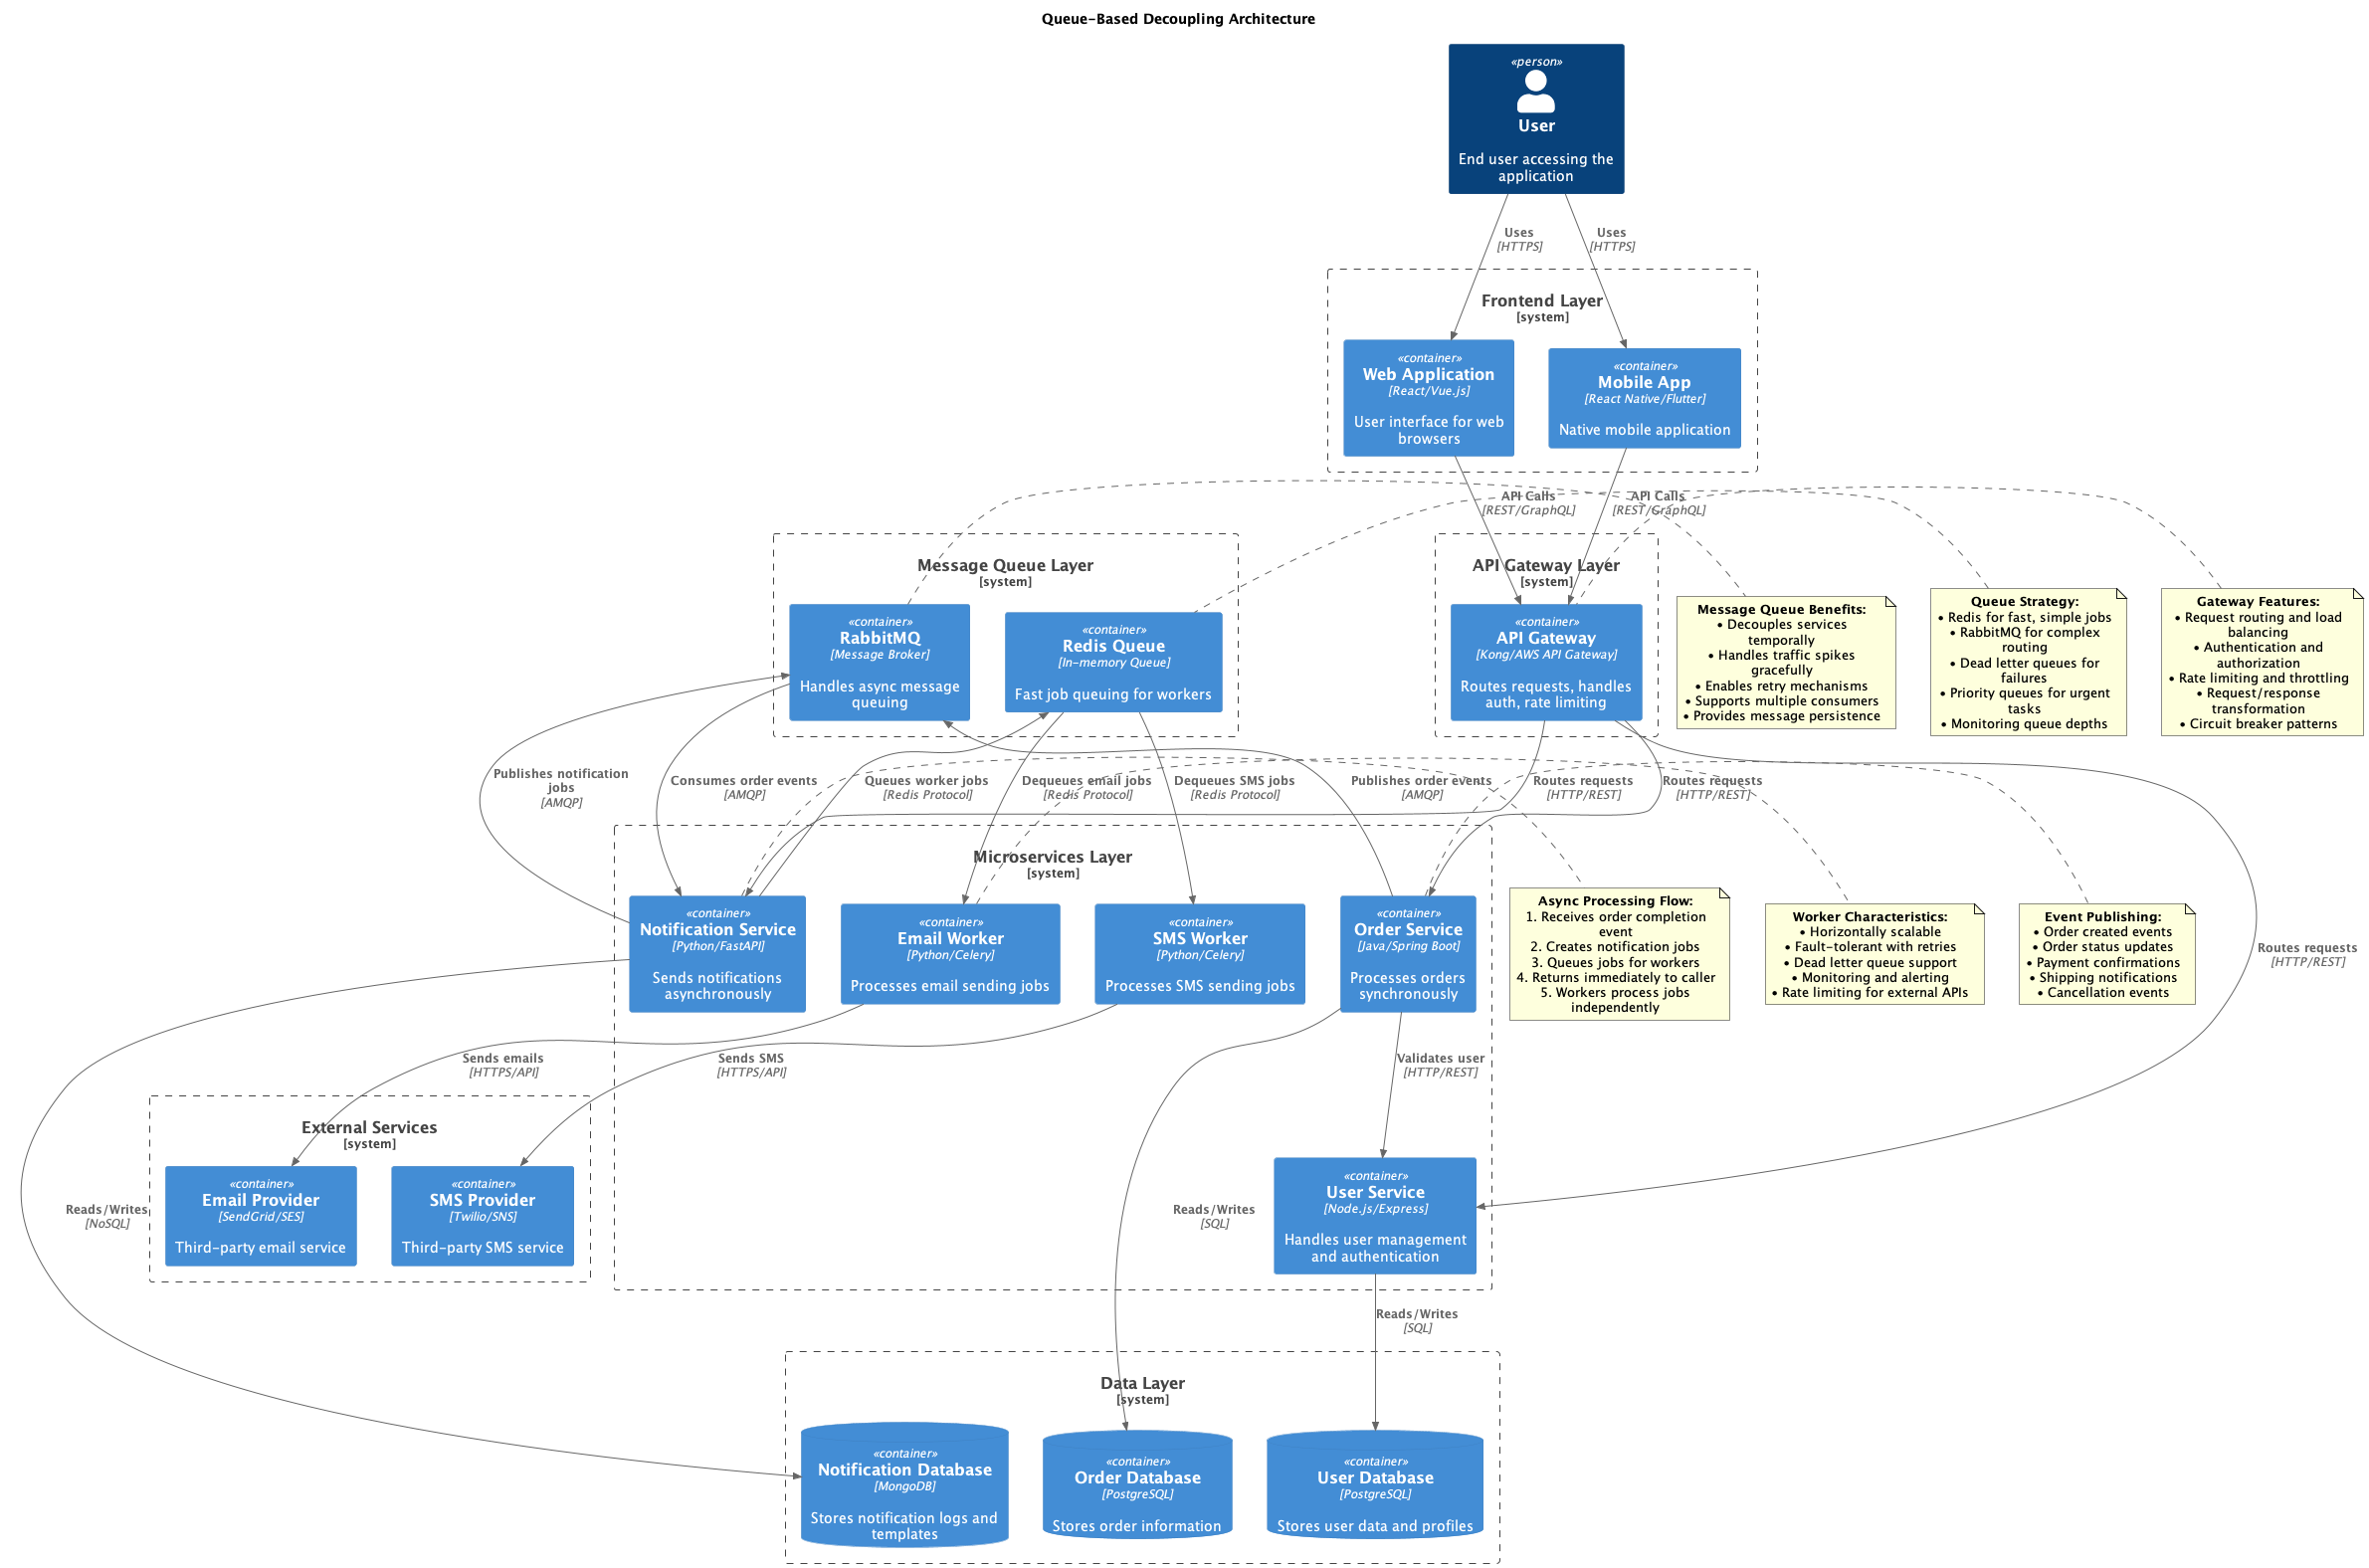 Queue-Based Decoupling Architecture
«person»
User
End user accessing the
application
Uses
[HTTPS]
Uses
[HTTPS]
Frontend Layer
[system]
«container»
Web Application
[React/Vue.js]
User interface for web
browsers
«container»
Mobile App
[React Native/Flutter]
Native mobile application
API Calls
[REST/GraphQL]
API Calls
[REST/GraphQL]
Message Queue Layer
[system]
«container»
RabbitMQ
[Message Broker]
Handles async message
queuing
«container»
Redis Queue
[In-memory Queue]
Fast job queuing for workers
API Gateway Layer
[system]
«container»
API Gateway
[Kong/AWS API Gateway]
Routes requests, handles
auth, rate limiting
Message Queue Benefits:
• Decouples services
temporally
• Handles traffic spikes
gracefully
• Enables retry mechanisms
• Supports multiple consumers
• Provides message persistence
Queue Strategy:
• Redis for fast, simple jobs
• RabbitMQ for complex
routing
• Dead letter queues for
failures
• Priority queues for urgent
tasks
• Monitoring queue depths
Gateway Features:
• Request routing and load
balancing
• Authentication and
authorization
• Rate limiting and throttling
• Request/response
transformation
• Circuit breaker patterns
Publishes notification
jobs
[AMQP]
Consumes order events
[AMQP]
Queues worker jobs
[Redis Protocol]
Dequeues email jobs
[Redis Protocol]
Dequeues SMS jobs
[Redis Protocol]
Publishes order events
[AMQP]
Routes requests
[HTTP/REST]
Routes requests
[HTTP/REST]
Microservices Layer
[system]
«container»
Notification Service
[Python/FastAPI]
Sends notifications
asynchronously
«container»
Email Worker
[Python/Celery]
Processes email sending jobs
«container»
SMS Worker
[Python/Celery]
Processes SMS sending jobs
«container»
Order Service
[Java/Spring Boot]
Processes orders
synchronously
Async Processing Flow:
1. Receives order completion
event
2. Creates notification jobs
3. Queues jobs for workers
4. Returns immediately to caller
5. Workers process jobs
independently
Worker Characteristics:
• Horizontally scalable
• Fault-tolerant with retries
• Dead letter queue support
• Monitoring and alerting
• Rate limiting for external APIs
Event Publishing:
• Order created events
• Order status updates
• Payment confirmations
• Shipping notifications
• Cancellation events
Routes requests
[HTTP/REST]
Sends emails
[HTTPS/API]
Sends SMS
[HTTPS/API]
Validates user
[HTTP/REST]
External Services
[system]
«container»
Email Provider
[SendGrid/SES]
Third-party email service
«container»
SMS Provider
[Twilio/SNS]
Third-party SMS service
«container»
User Service
[Node.js/Express]
Handles user management
and authentication
Reads/Writes
[NoSQL]
Reads/Writes
[SQL]
Reads/Writes
[SQL]
Data Layer
[system]
«container»
Notification Database
[MongoDB]
Stores notification logs and
templates
«container»
Order Database
[PostgreSQL]
Stores order information
«container»
User Database
[PostgreSQL]
Stores user data and profiles